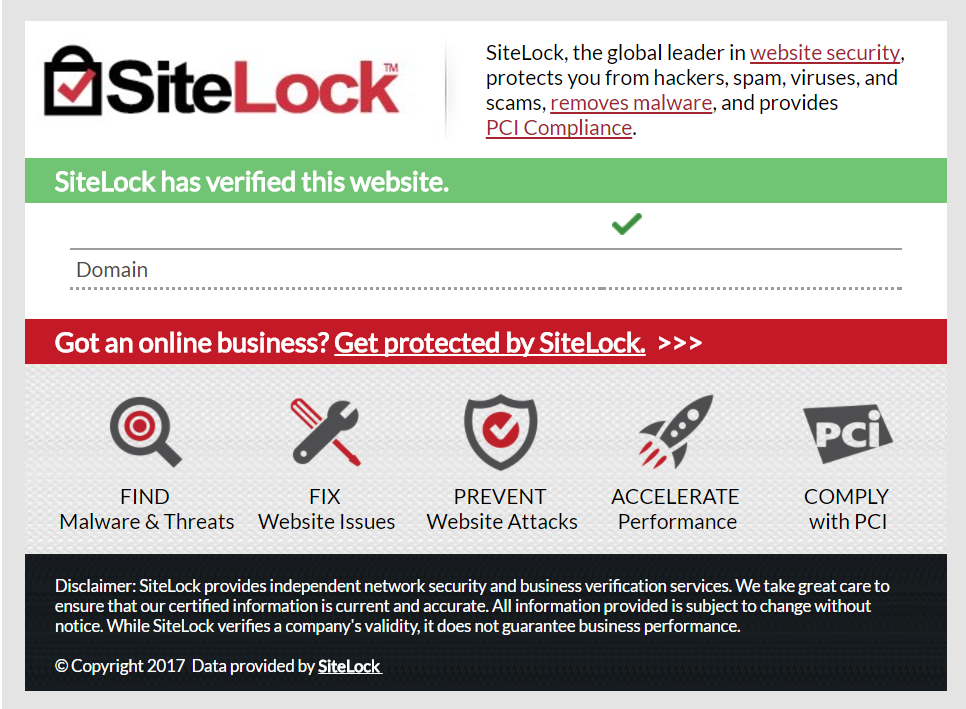 SiteLock™
SiteLock, the global leader in website security,
protects you from hackers, spam, viruses, and
scams, removes malware, and provides
PCI Compliance.
SiteLock has verified this website.
Domain
Got an online business? Get protected by SiteLock. >>>
PCi
FIND
Malware & Threats
FIX
Website Issues
PREVENT
Website Attacks
ACCELERATE
Performance
COMPLY
with PCI
Disclaimer: SiteLock provides independent network security and business verification services. We take great care to
ensure that our certified information is current and accurate. All information provided is subject to change without
notice. While SiteLock verifies a company's validity, it does not guarantee business performance.
© Copyright 2017 Data provided by SiteLock